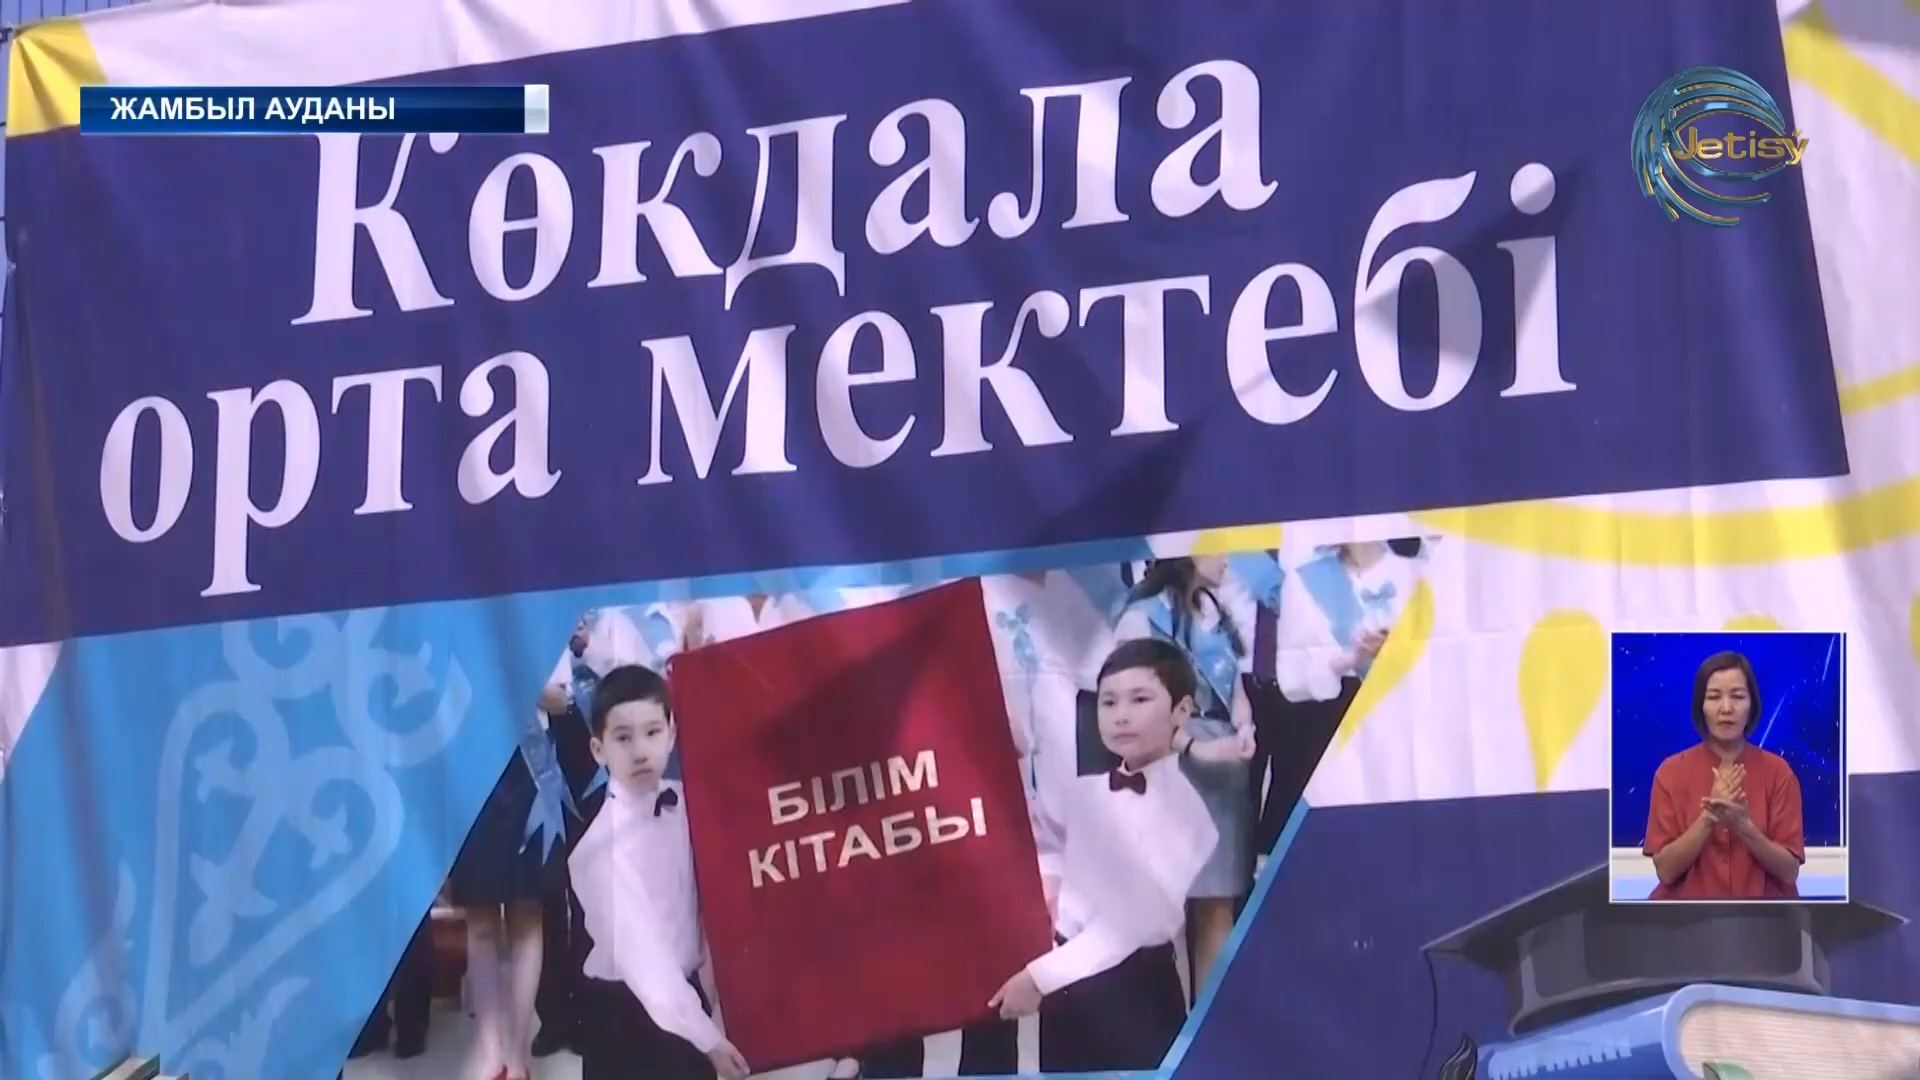 ЖАМБЫЛ АУДАНЫ
Jetisý
Көкдала
орта мектебі
БІЛІМ
КІТАБЫ